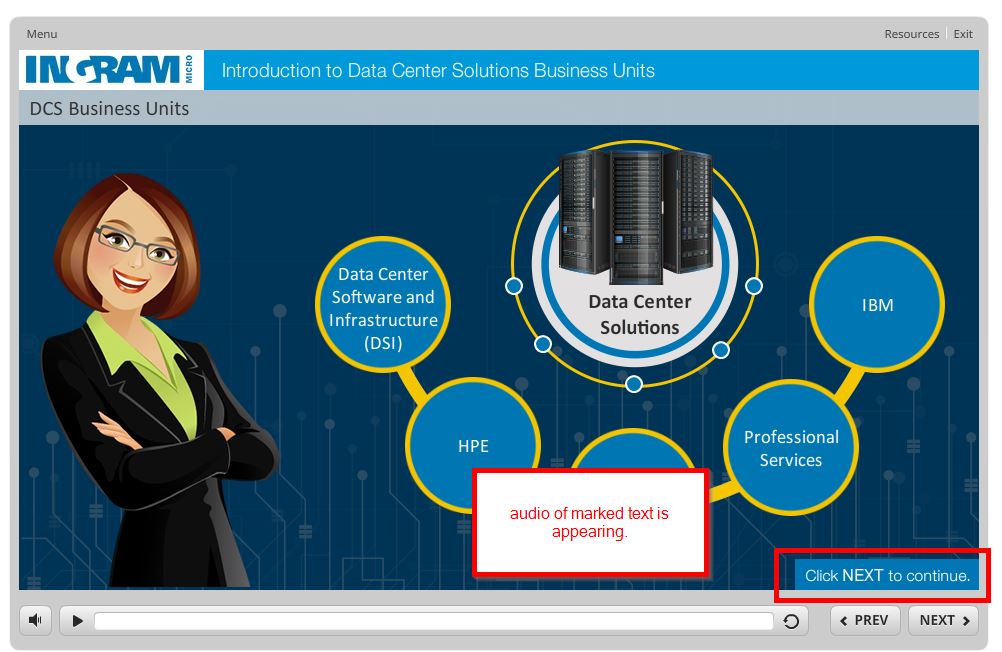 Menu
Resources
Exit
INGRAM
MICRO
Introduction to Data Center Solutions Business Units
DCS Business Units
Data Center
Software and
Infrastructure
(DSI)
Data Center
Solutions
IBM
HPE
Professional
Services
audio of marked text is
appearing.
Click NEXT to continue.
PREV
NEXT